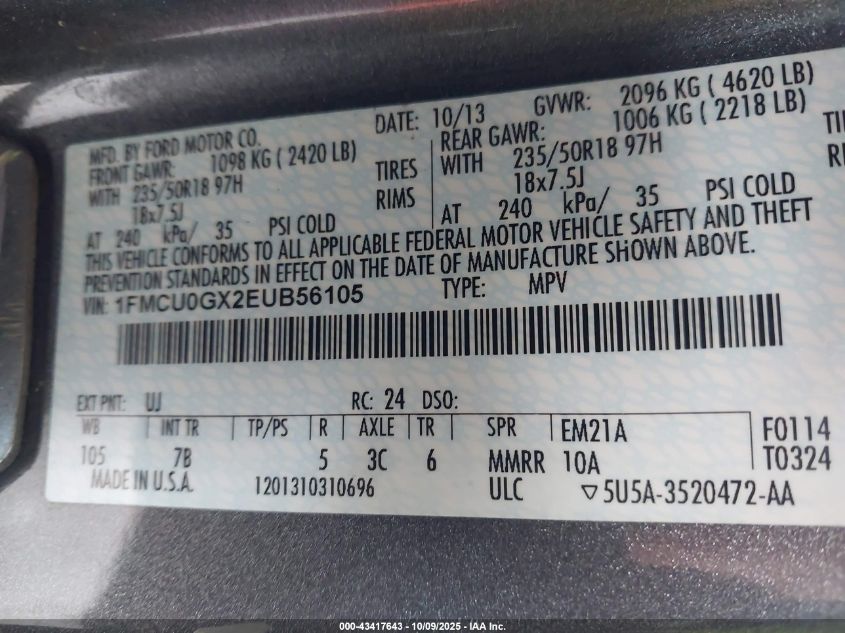 MFD. BY FORD MOTOR CO. DATE: 10/13 GVWR: 2096 KG ( 4620 LB)
FRONT GAWR: 1098 KG ( 2420 LB) REAR GAWR: 1006 KG ( 2218 LB)
WITH 235/50R18 97H TIRES WITH 235/50R18 97H TI
18x7.5J RIMS 18x7.5J RI
AT 240 kPa/ 35 PSI COLD AT 240 kPa/ 35 PSI COLD
THIS VEHICLE CONFORMS TO ALL APPLICABLE FEDERAL MOTOR VEHICLE SAFETY AND THEFT
PREVENTION STANDARDS IN EFFECT ON THE DATE OF MANUFACTURE SHOWN ABOVE.
VIN: 1FMCU0GX2EUB56105 TYPE: MPV
EXT PNT: UJ RC: 24 DSO:
WB INT TR TP/PS R AXLE TR SPR EM21A F0114
105 7B 5 3C 6 MMRR 10A T0324
MADE IN U.S.A. 1201310310696 ULC ▽5U5A-3520472-AA
000-43417643 - 10/09/2025 - IAA Inc.